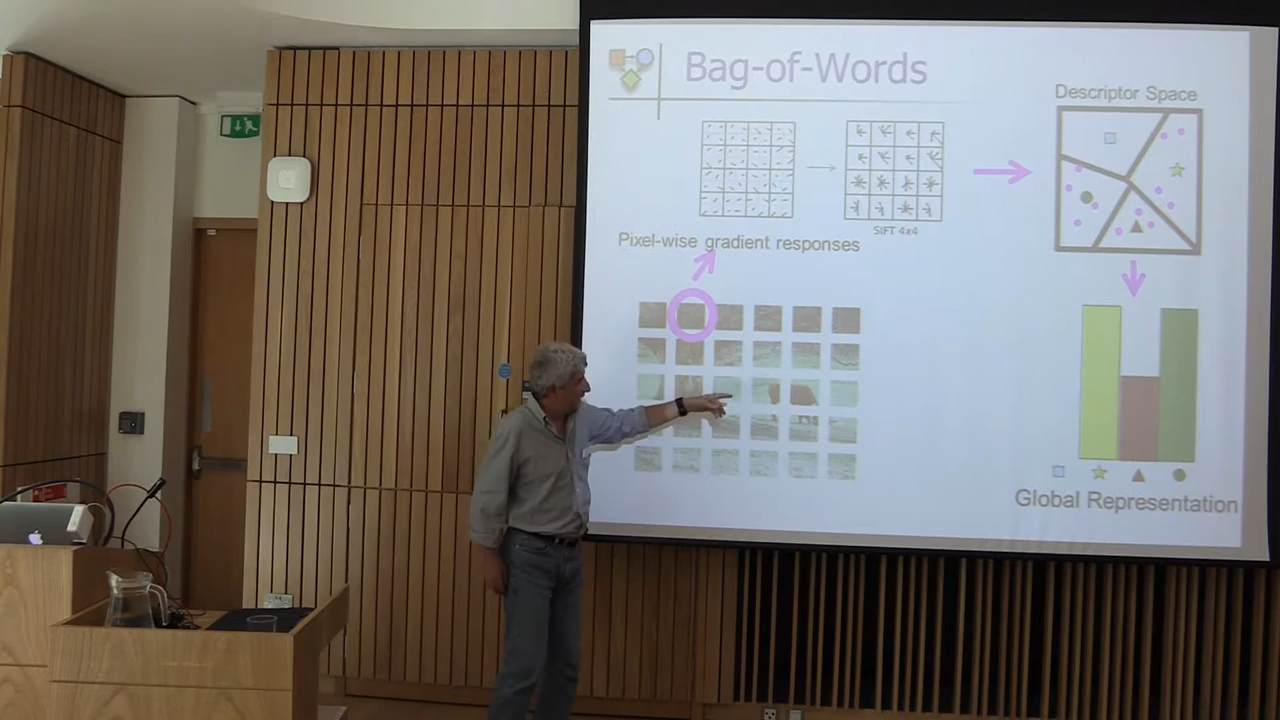 Bag-of-Words
Descriptor Space
SIFT 4x4
Pixel-wise gradient responses
Global Representation